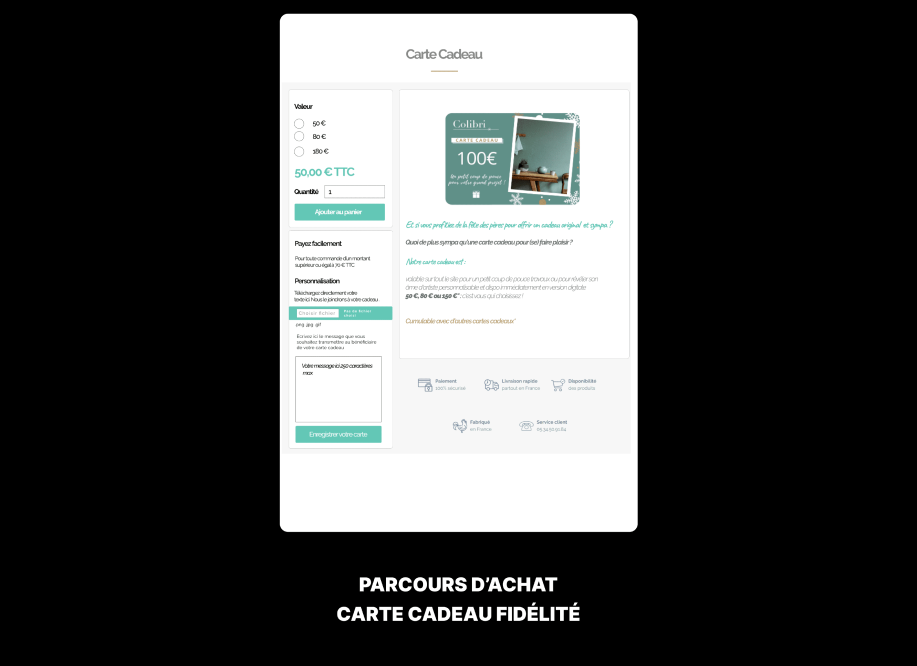 Carte Cadeau
Valeur
50 €
80 €
180 €
50,00 € TTC
Quantité 1
Ajouter au panier
Payez facilement
Pour toute commande d'un montant
supérieur ou égal à 70 € TTC
Personnalisation
Téléchargez directement votre
texte ici. Nous le joindrons à votre cadeau
Choisir fichier
Pas de fichier
choisi
png .jpg .gif
Ecrivez ici le message que vous
souhaitez transmettre au bénéficiaire
de votre carte cadeau
Votre message ici 250 caractères
max
Enregistrer votre carte
Colibri
CARTE CADEAU
100€
Un petit coup de pouce
pour votre grand projet !
Et si vous profitiez de la fête des pères pour offrir un cadeau original et sympa ?
Quoi de plus sympa qu'une carte cadeau pour (se) faire plaisir ?
Notre carte cadeau est :
valable sur tout le site pour un petit coup de pouce travaux ou pour réveiller son
âme d'artiste personnalisable et dispo immédiatement en version digitale
50 €, 80 € ou 150 €* : c'est vous qui choisissez !
Cumulable avec d'autres cartes cadeaux*
Paiement
100% sécurisé
Livraison rapide
partout en France
Disponibilité
des produits
Fabriqué
en France
Service client
PARCOURS D'ACHAT
CARTE CADEAU FIDÉLITÉ